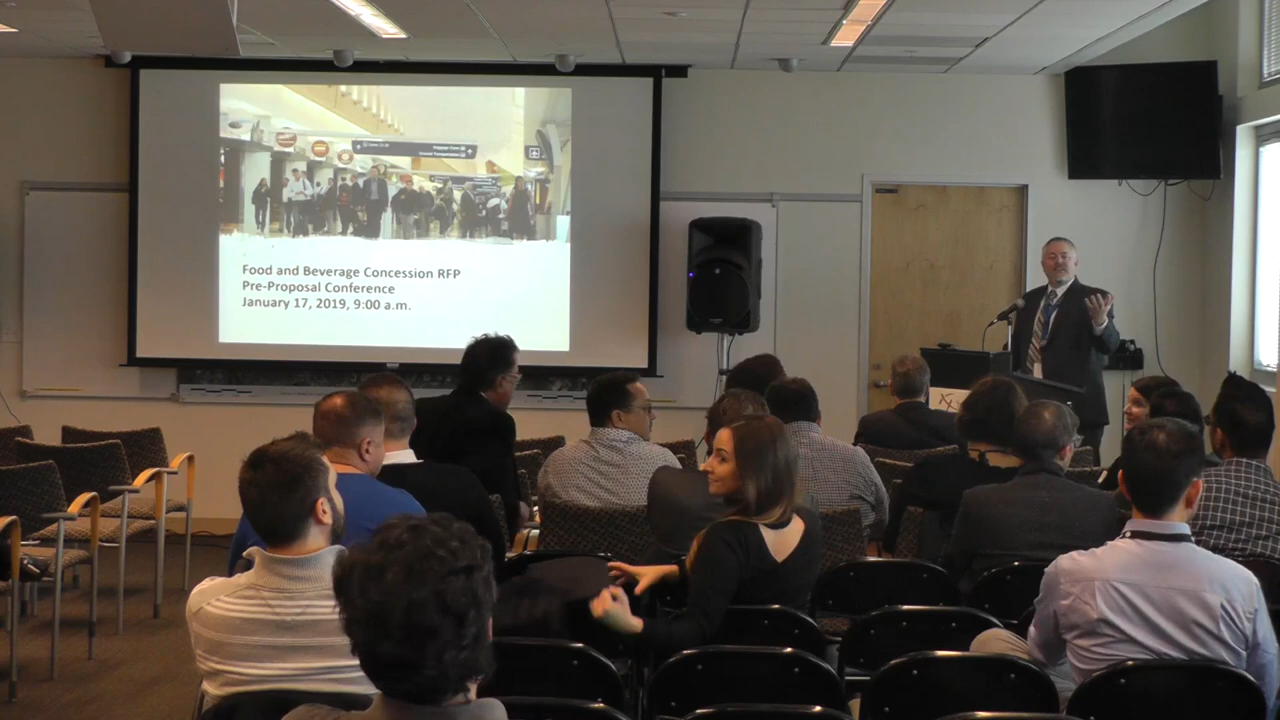 Food and Beverage Concession RFP
Pre-Proposal Conference
January 17, 2019, 9:00 a.m.